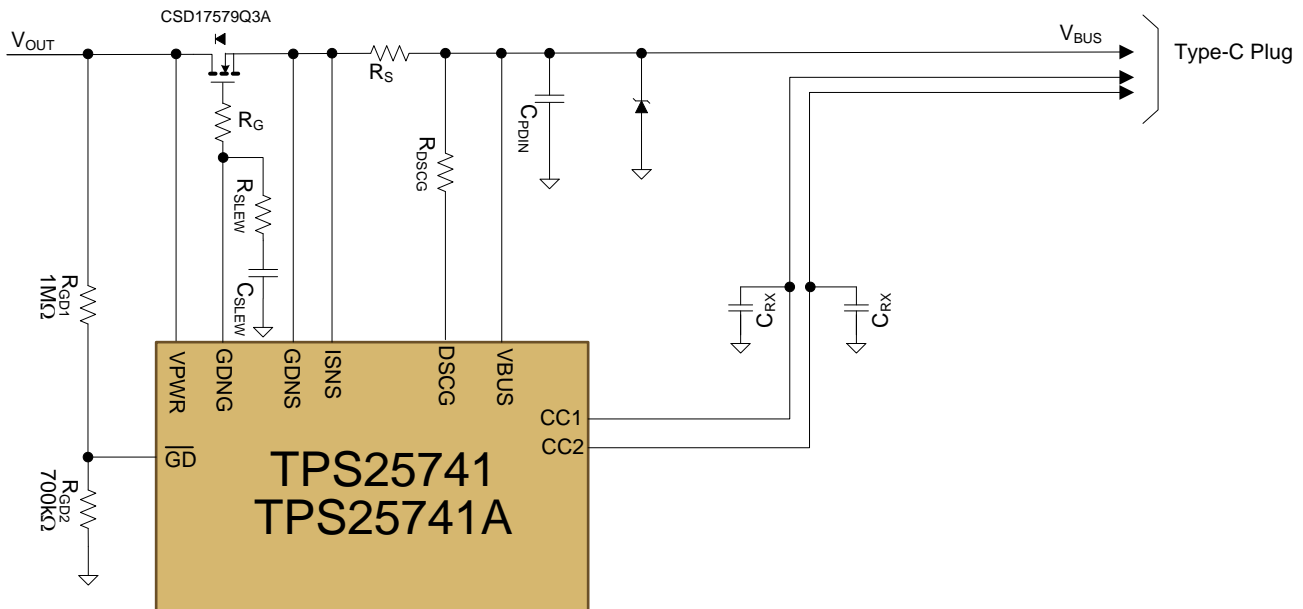 CSD17579Q3A
VOUT
VBUS
Type-C Plug
RS
RG
CPDIN
RDSCG
RSLEW
CSLEW
RGD1
1MΩ
CRX
CRX
VPWR
GDNG
GDNS
ISNS
DSCG
VBUS
CC1
CC2
GD
TPS25741
TPS25741A
RGD2
700kΩ